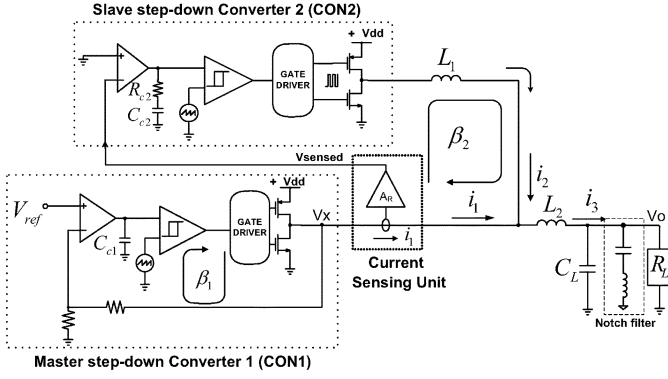 Slave step-down Converter 2 (CON2)
+ Vdd
L1
GATE
DRIVER
Rc2
Cc2
β2
i2
Vsensed
AR
i1
i1
Current
Sensing Unit
L2
i3
Vo
CL
RL
Notch filter
+ Vdd
Vx
GATE
DRIVER
Vref
Cc1
β1
Master step-down Converter 1 (CON1)